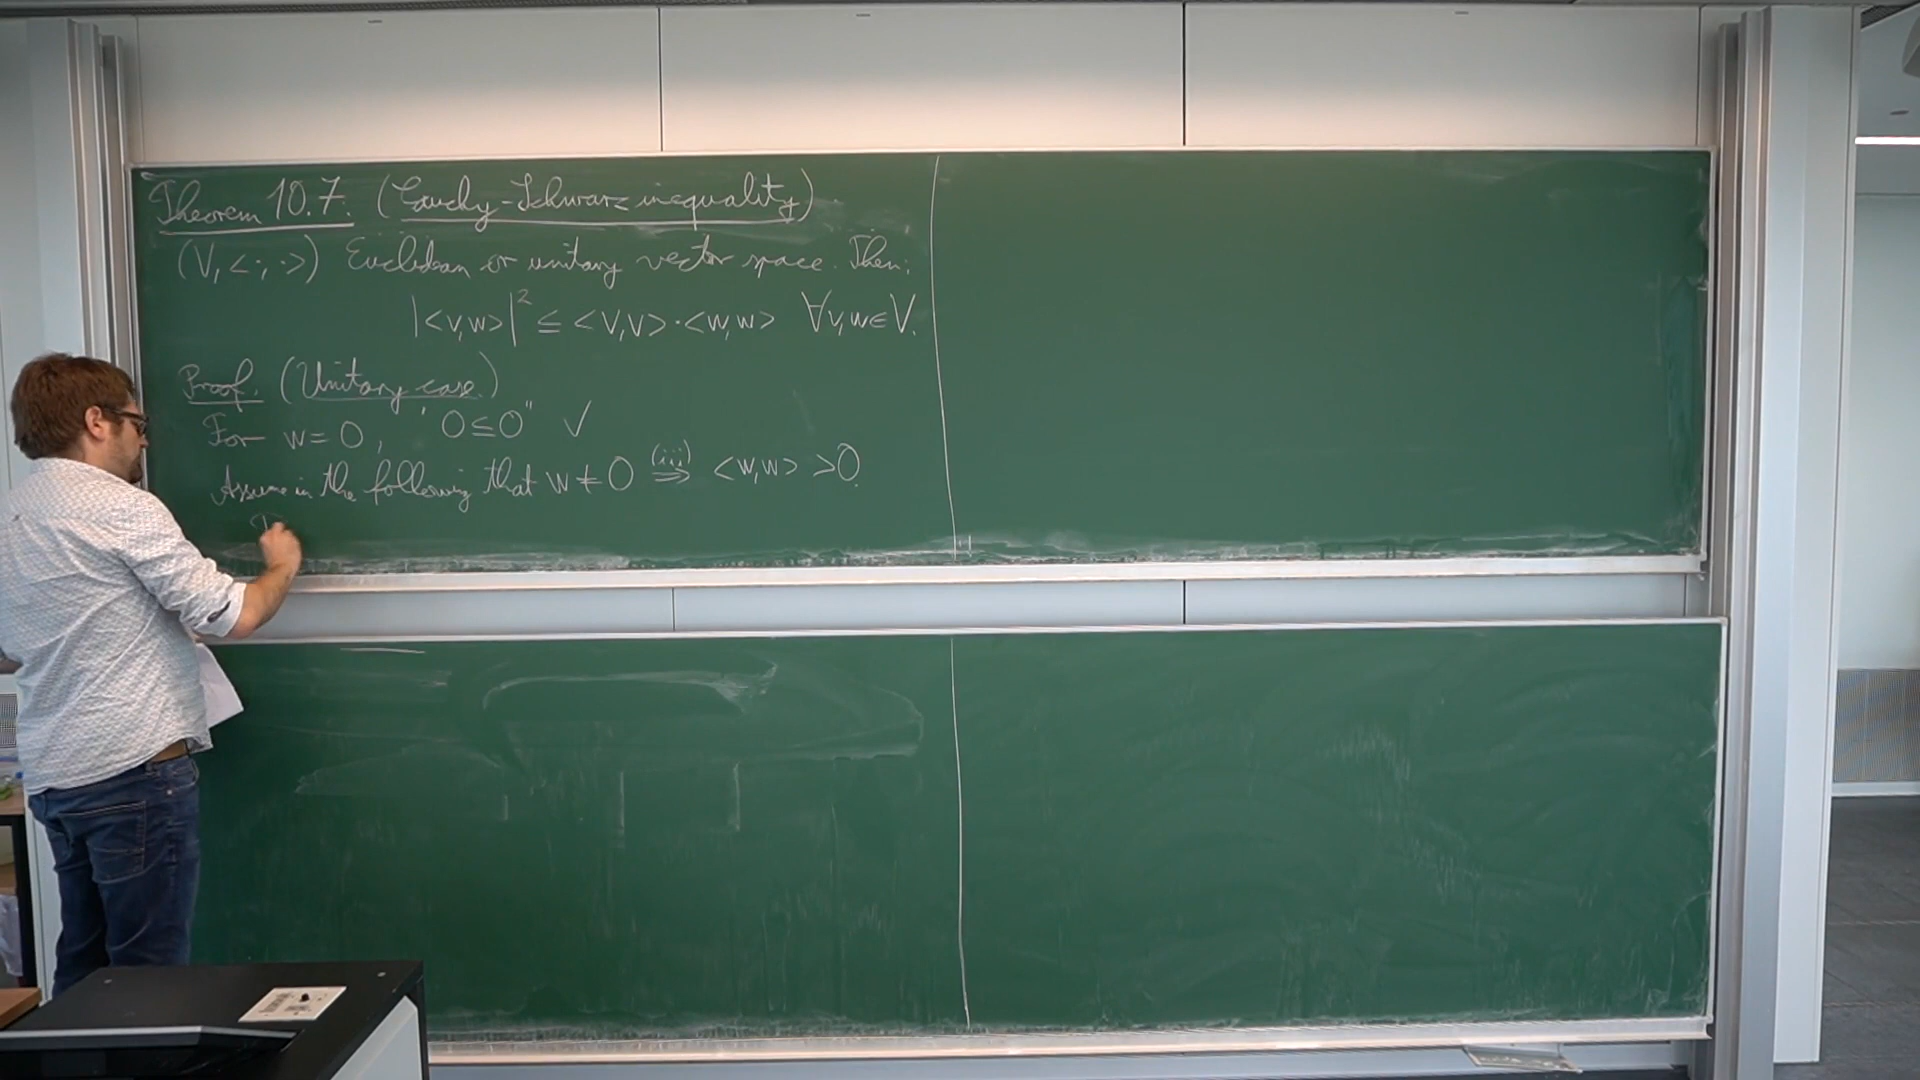 Theorem 10.7. (Cauchy-Schwarz inequality)
(V, <·,·>) Euclidean or unitary vector space. Then:
|<v,w>|² ≤ <v,v>·<w,w> ∀v,w∈V.
Proof. (Unitary case)
For w=0, "0≤0" ✓
Assume in the following that w≠0 (iii)⟹ <w,w> >0.